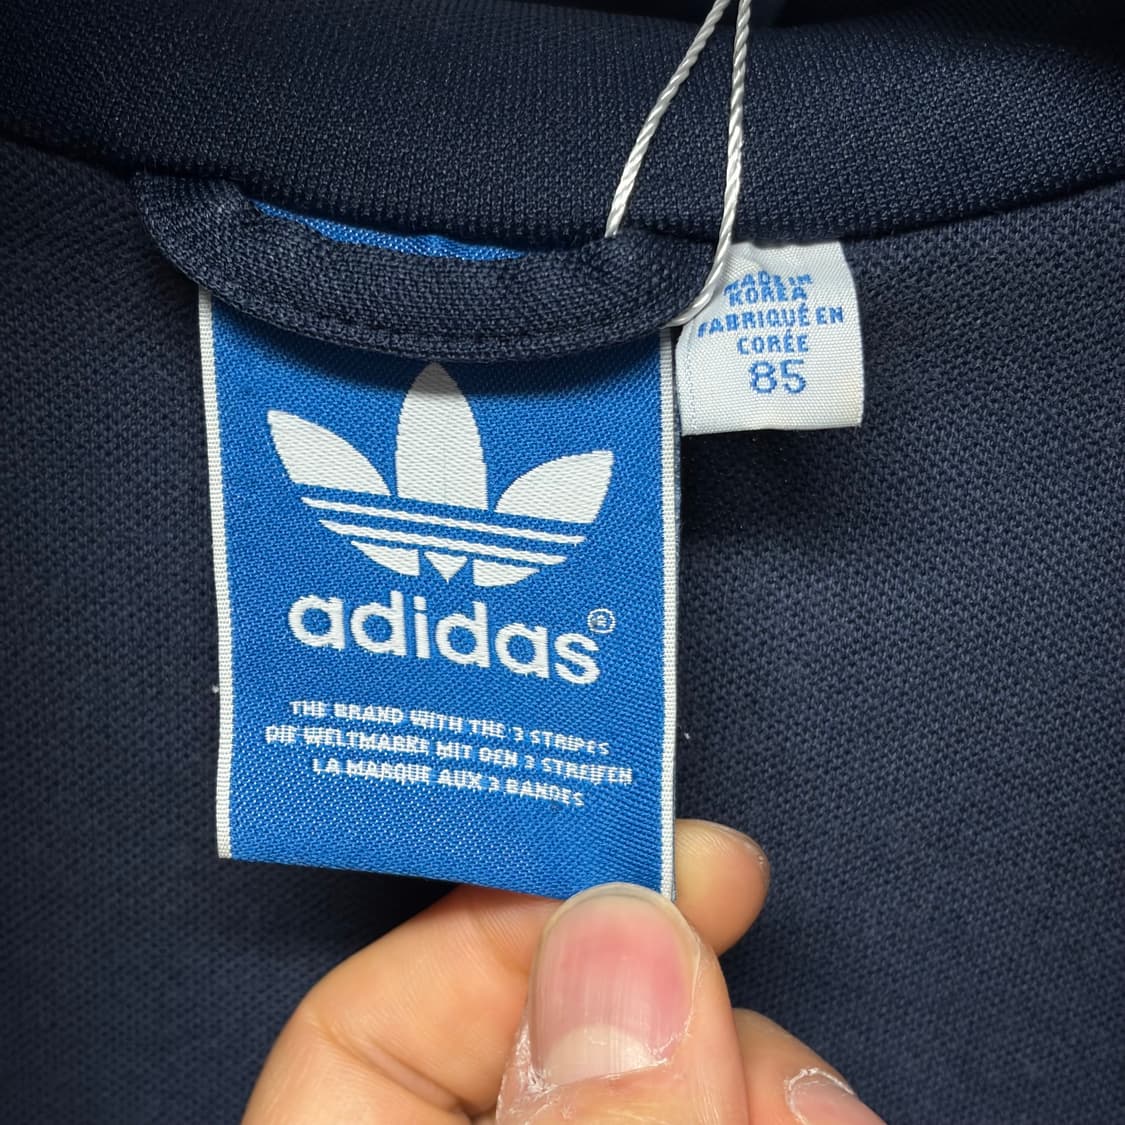 MADE IN
KOREA
FABRIQUÉ EN
CORÉE
85
adidas®
THE BRAND WITH THE 3 STRIPES
DIE WELTMARKE MIT DEN 3 STREIFEN
LA MARQUE AUX 3 BANDES